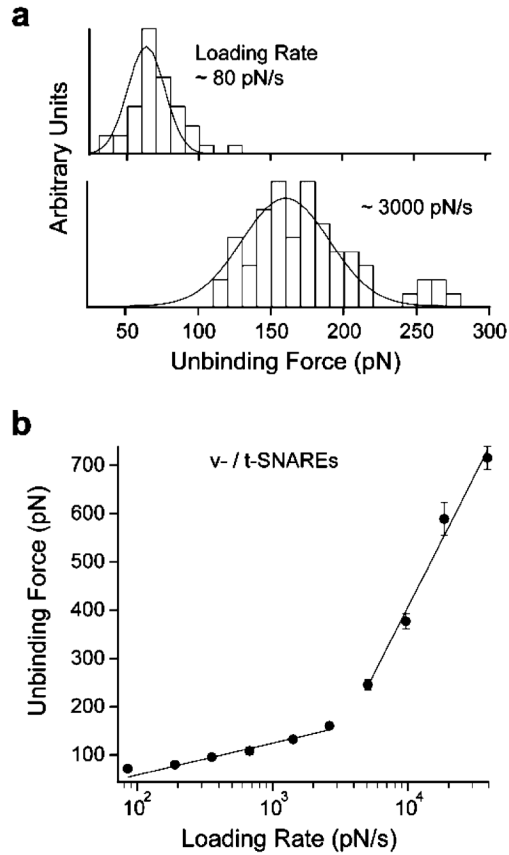 a
Loading Rate
~ 80 pN/s
~ 3000 pN/s
Arbitrary Units
50 100 150 200 250 300
Unbinding Force (pN)
b
v- / t-SNAREs
700
600
500
400
300
200
100
Unbinding Force (pN)
10² 10³ 10⁴
Loading Rate (pN/s)